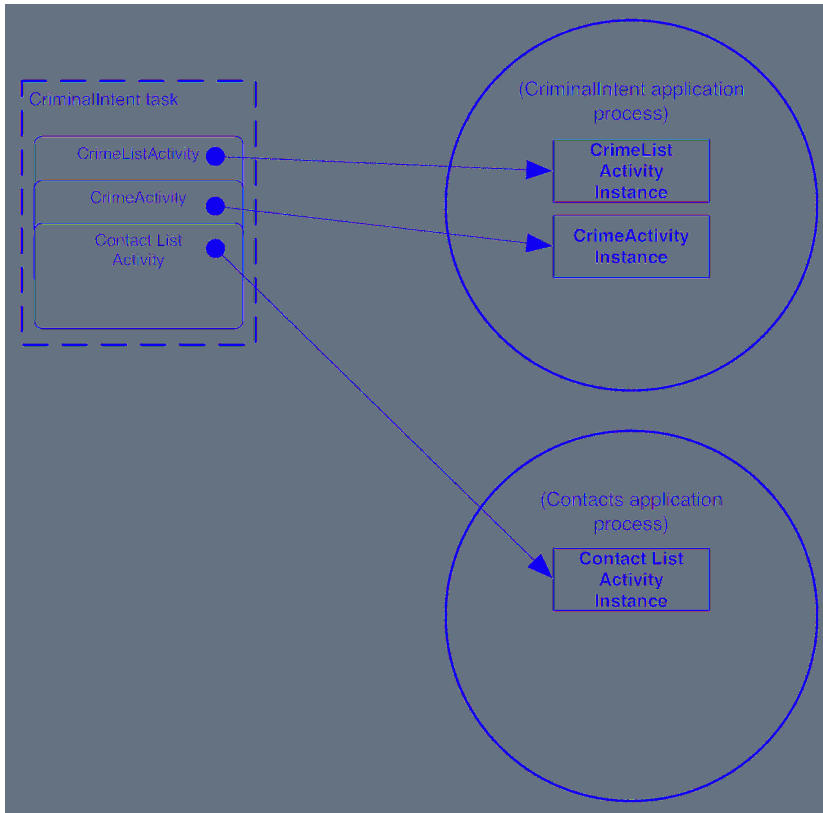 CriminalIntent task
CrimeListActivity
CrimeActivity
Contact List
Activity
(CriminalIntent application
process)
CrimeList
Activity
Instance
CrimeActivity
Instance
(Contacts application
process)
Contact List
Activity
Instance